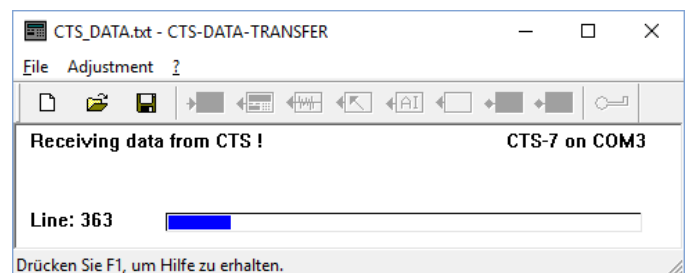 CTS_DATA.txt - CTS-DATA-TRANSFER
File Adjustment ?
AI
Receiving data from CTS ! CTS-7 on COM3
Line: 363
Drücken Sie F1, um Hilfe zu erhalten.